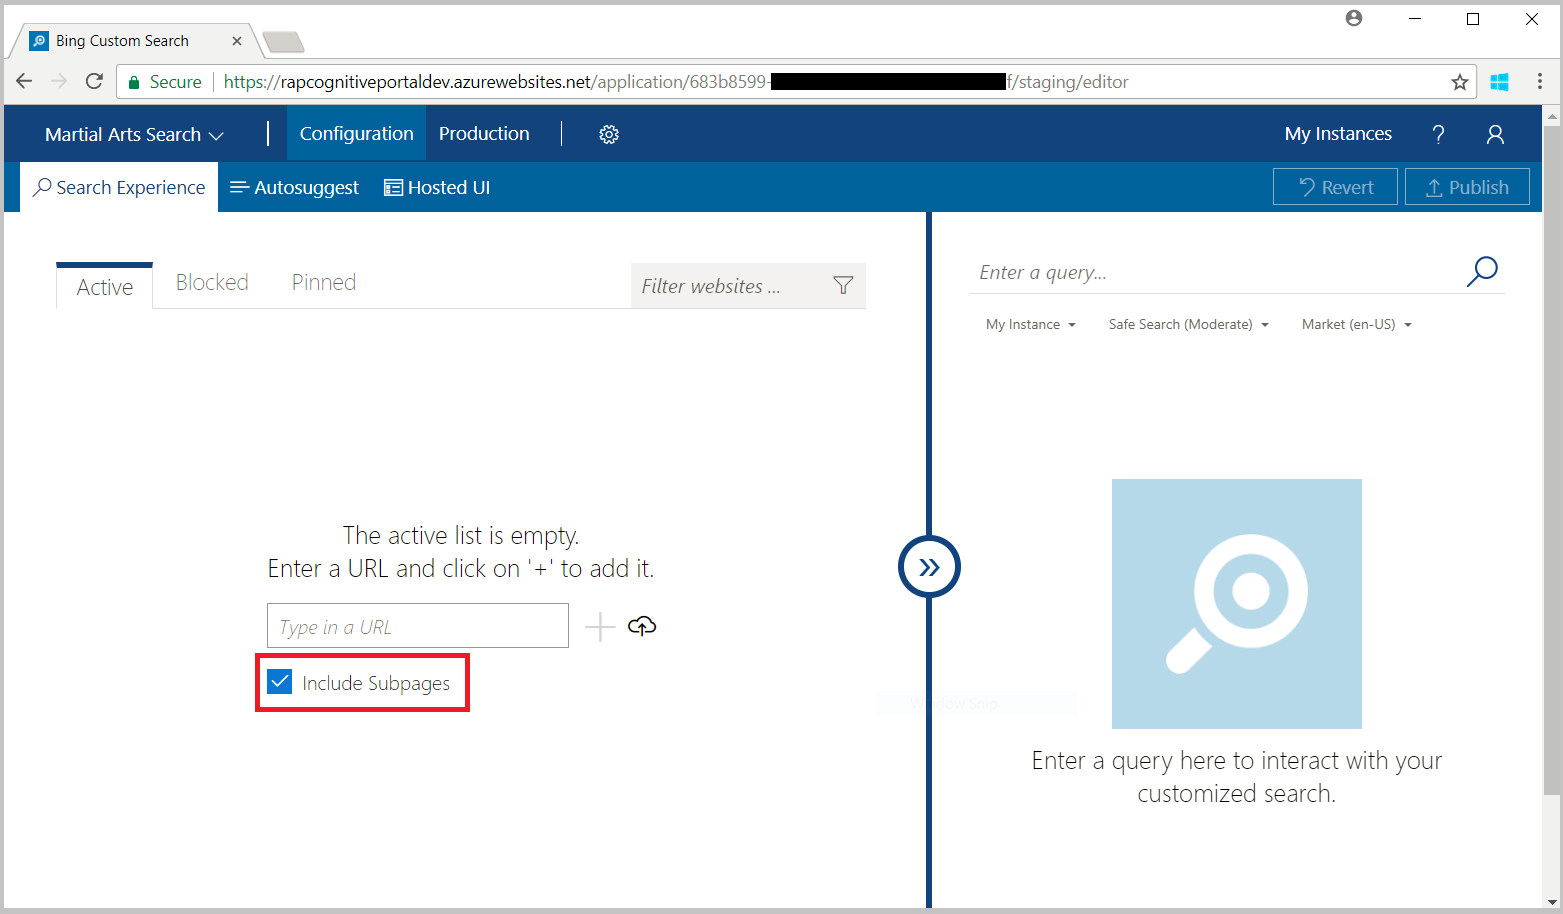 Bing Custom Search
Secure https://rapcognitiveportaldev.azurewebsites.net/application/683b8599- f/staging/editor
Martial Arts Search Configuration Production My Instances ?
Search Experience Autosuggest Hosted UI Revert Publish
Active Blocked Pinned Filter websites ...
Enter a query...
My Instance Safe Search (Moderate) Market (en-US)
The active list is empty.
Enter a URL and click on '+' to add it.
Type in a URL
Include Subpages
Window Snip
Enter a query here to interact with your
customized search.